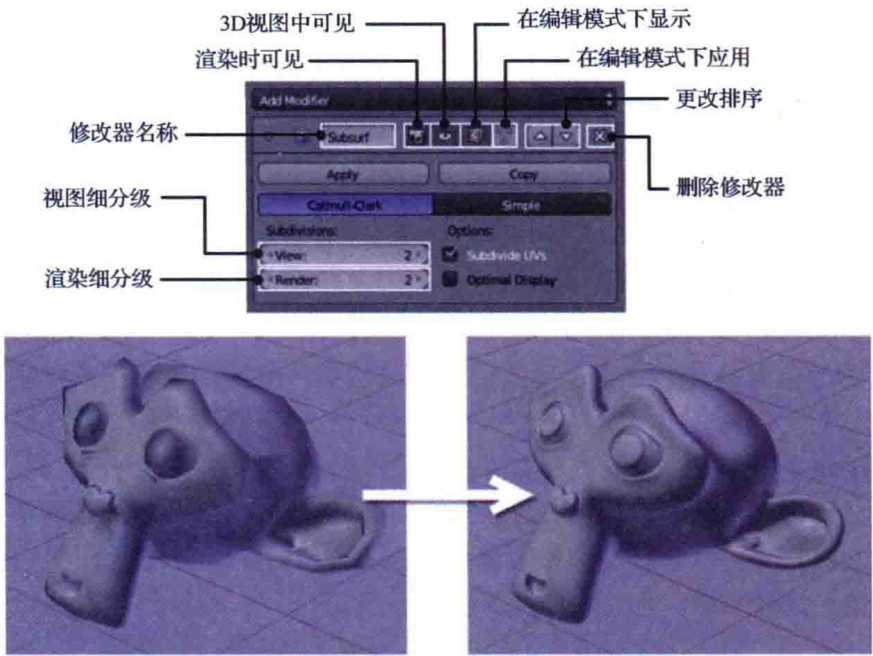 3D视图中可见
在编辑模式下显示
渲染时可见
在编辑模式下应用
更改排序
修改器名称
删除修改器
视图细分级
渲染细分级
Add Modifier
Subsurf
Apply
Copy
Catmull-Clark
Simple
Subdivisions:
Options:
View: 2
Subdivide UVs
Render: 2
Optimal Display